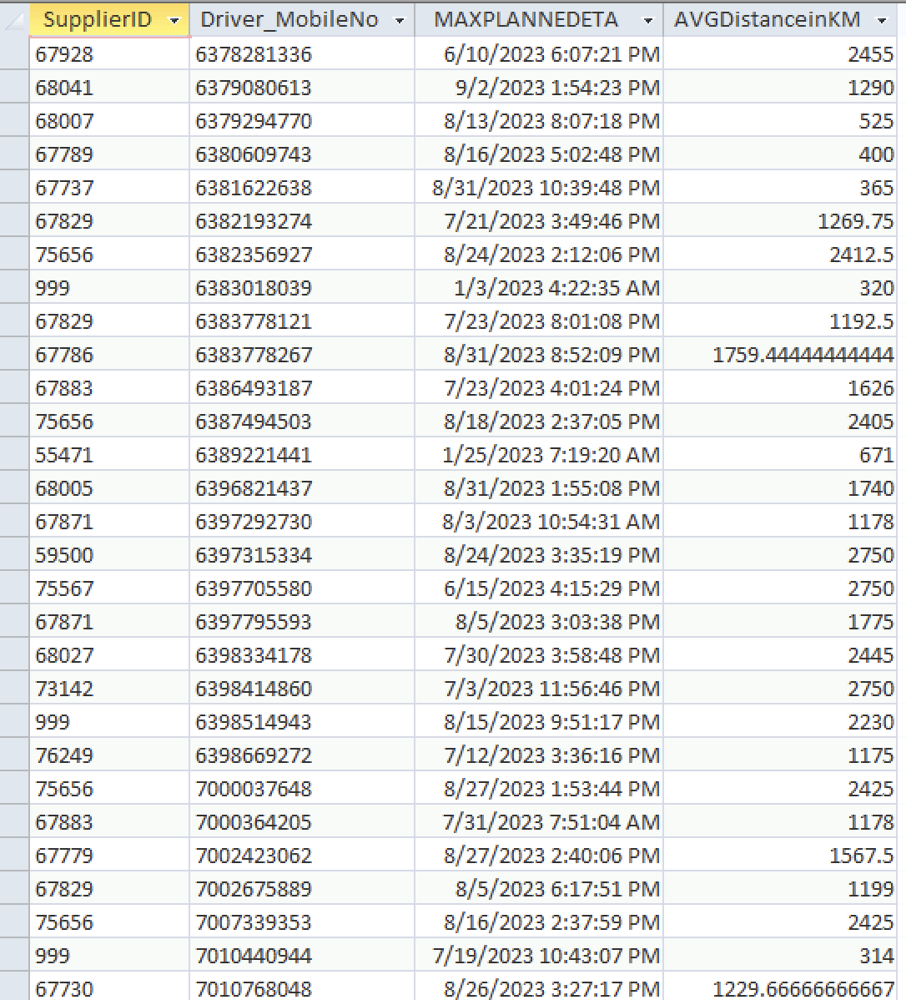 SupplierID Driver_MobileNo MAXPLANNEDETA AVGDistanceinKM
67928 6378281336 6/10/2023 6:07:21 PM 2455
68041 6379080613 9/2/2023 1:54:23 PM 1290
68007 6379294770 8/13/2023 8:07:18 PM 525
67789 6380609743 8/16/2023 5:02:48 PM 400
67737 6381622638 8/31/2023 10:39:48 PM 365
67829 6382193274 7/21/2023 3:49:46 PM 1269.75
75656 6382356927 8/24/2023 2:12:06 PM 2412.5
999 6383018039 1/3/2023 4:22:35 AM 320
67829 6383778121 7/23/2023 8:01:08 PM 1192.5
67786 6383778267 8/31/2023 8:52:09 PM 1759.44444444444
67883 6386493187 7/23/2023 4:01:24 PM 1626
75656 6387494503 8/18/2023 2:37:05 PM 2405
55471 6389221441 1/25/2023 7:19:20 AM 671
68005 6396821437 8/31/2023 1:55:08 PM 1740
67871 6397292730 8/3/2023 10:54:31 AM 1178
59500 6397315334 8/24/2023 3:35:19 PM 2750
75567 6397705580 6/15/2023 4:15:29 PM 2750
67871 6397795593 8/5/2023 3:03:38 PM 1775
68027 6398334178 7/30/2023 3:58:48 PM 2445
73142 6398414860 7/3/2023 11:56:46 PM 2750
999 6398514943 8/15/2023 9:51:17 PM 2230
76249 6398669272 7/12/2023 3:36:16 PM 1175
75656 7000037648 8/27/2023 1:53:44 PM 2425
67883 7000364205 7/31/2023 7:51:04 AM 1178
67779 7002423062 8/27/2023 2:40:06 PM 1567.5
67829 7002675889 8/5/2023 6:17:51 PM 1199
75656 7007339353 8/16/2023 2:37:59 PM 2425
999 7010440944 7/19/2023 10:43:07 PM 314
67730 7010768048 8/26/2023 3:27:17 PM 1229.66666666667